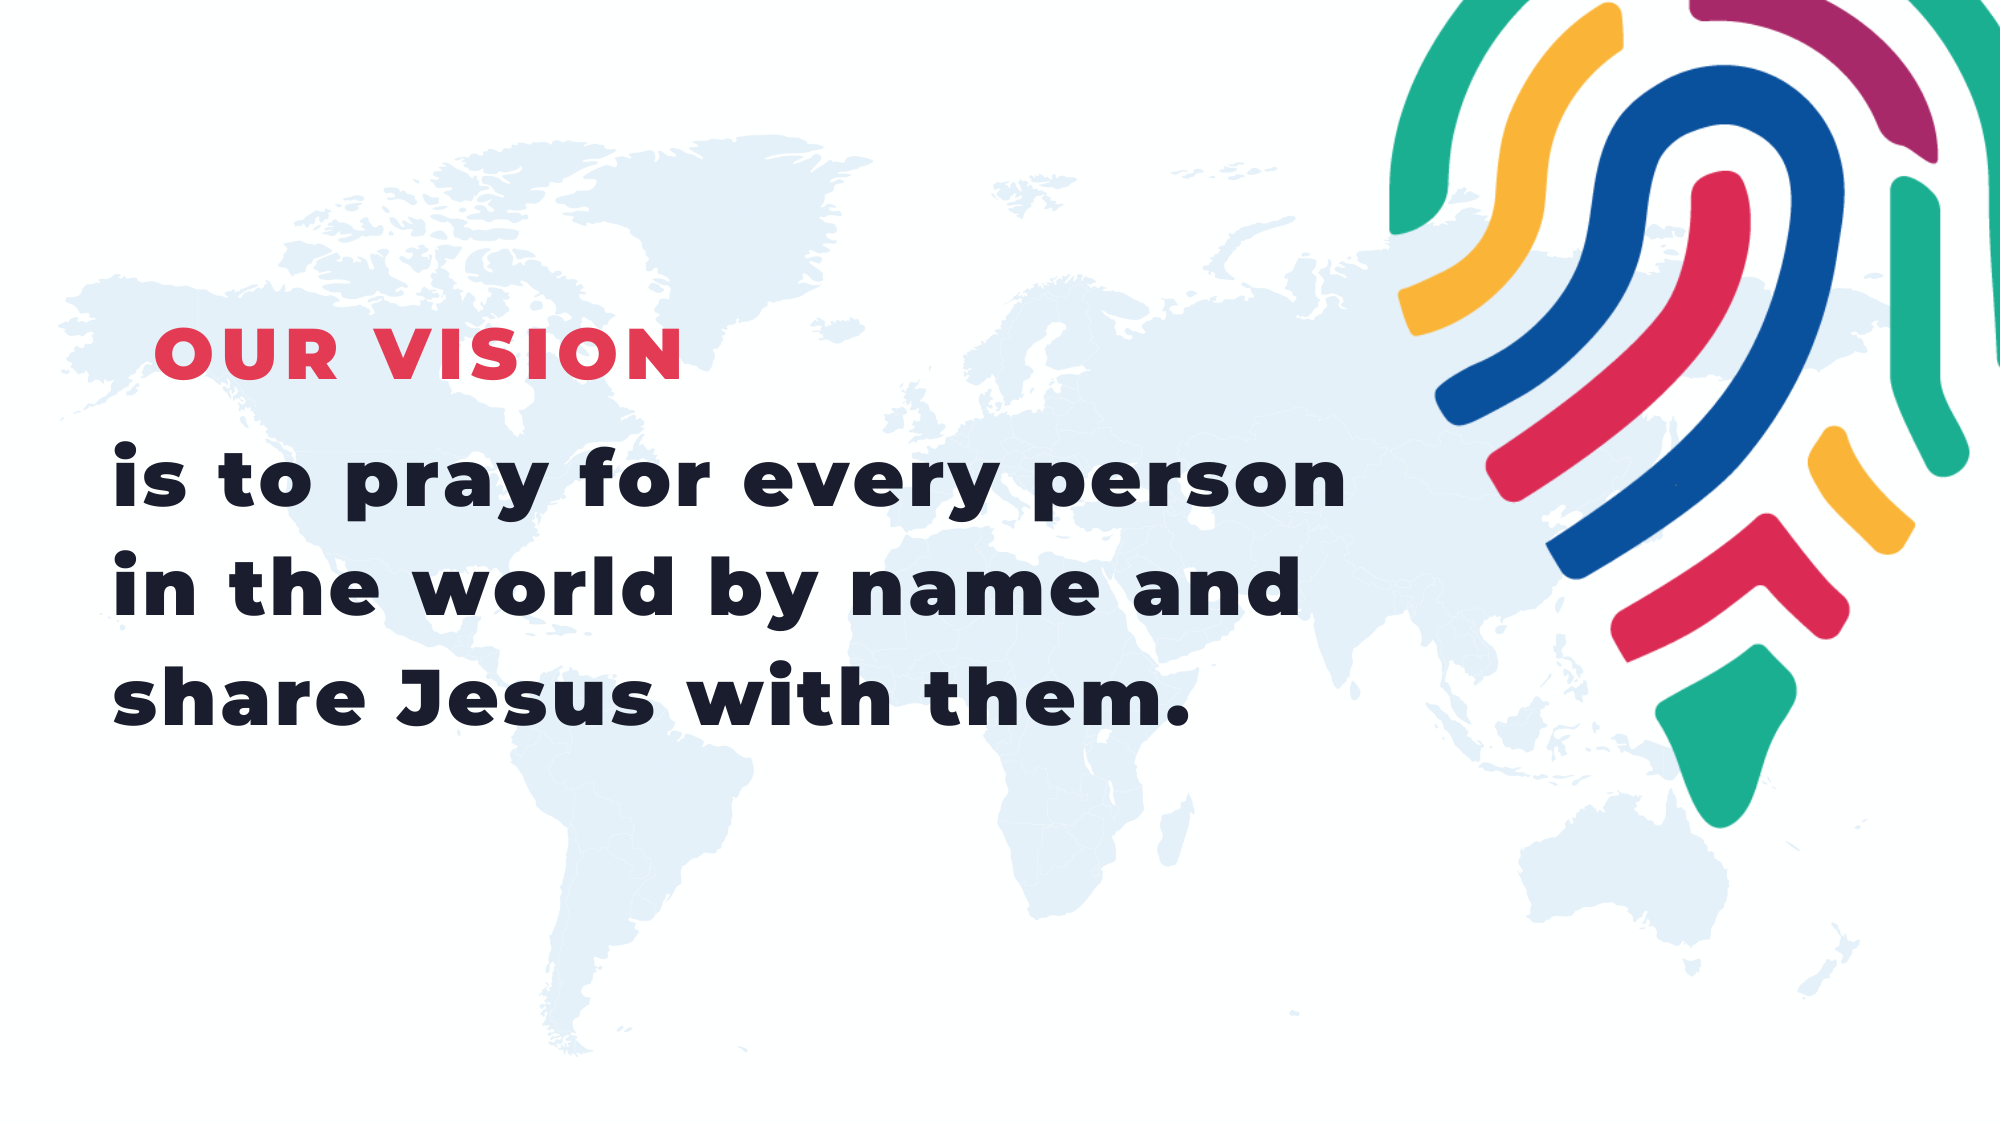 OUR VISION
is to pray for every person
in the world by name and
share Jesus with them.